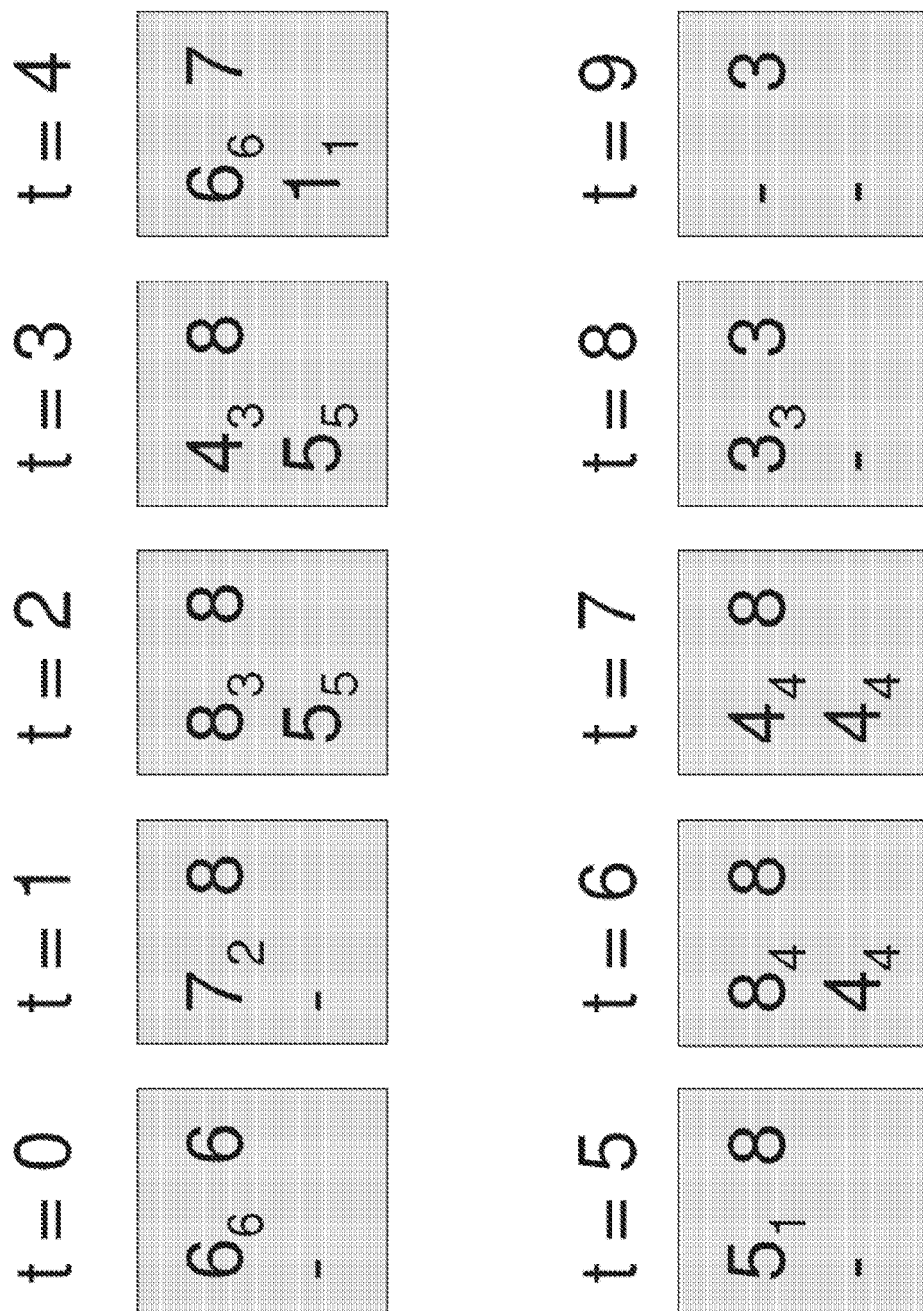 t = 0 t = 1 t = 2 t = 3 t = 4
6₆ 6 7₂ 8 8₃ 8 4₃ 8 6₆ 7
- - 5₅ 5₅ 1₁
t = 5 t = 6 t = 7 t = 8 t = 9
5₁ 8 8₄ 8 4₄ 8 3₃ 3 - 3
- 4₄ 4₄ - -